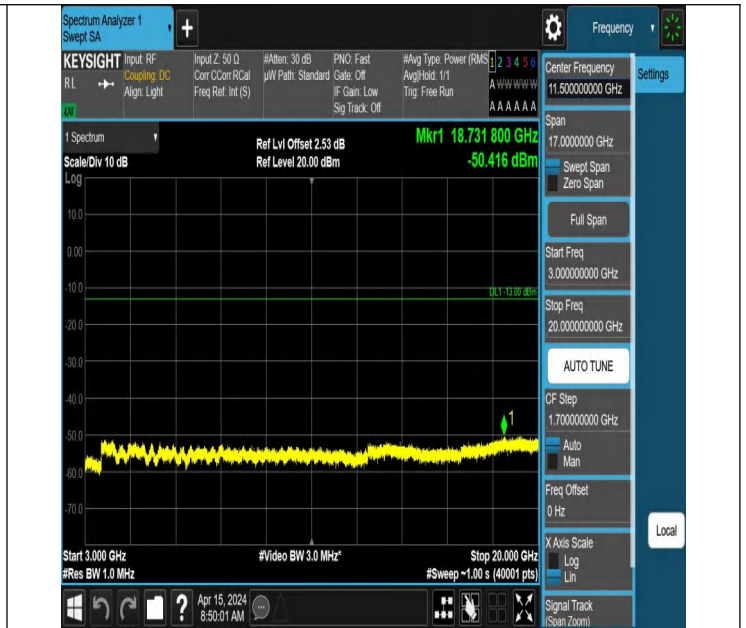 Spectrum Analyzer 1
Swept SA
+
Frequency
KEYSIGHT
Input: RF
Coupling: DC
Align: Light
RL
Input Z: 50 Ω
Corr CCorr RCal
Freq Ref: Int (S)
#Atten: 30 dB
µW Path: Standard
PNO: Fast
Gate: Off
IF Gain: Low
Sig Track: Off
#Avg Type: Power (RMS
Avg|Hold: 1/1
Trig: Free Run
1 2 3 4 5 6
A W W W W W
A A A A A A
1 Spectrum
Scale/Div 10 dB
Log
Ref Lvl Offset 2.53 dB
Ref Level 20.00 dBm
Mkr1 18.731 800 GHz
-50.416 dBm
10.0
0.00
-10.0
DL1 -13.00 dBm
-20.0
-30.0
-40.0
1
-50.0
-60.0
-70.0
Start 3.000 GHz
#Res BW 1.0 MHz
#Video BW 3.0 MHz*
Stop 20.000 GHz
#Sweep ~1.00 s (40001 pts)
?
Apr 15, 2024
8:50:01 AM
Center Frequency
11.500000000 GHz
Settings
Span
17.0000000 GHz
Swept Span
Zero Span
Full Span
Start Freq
3.000000000 GHz
Stop Freq
20.000000000 GHz
AUTO TUNE
CF Step
1.700000000 GHz
Auto
Man
Freq Offset
0 Hz
X Axis Scale
Log
Lin
Local
Signal Track
(Span Zoom)